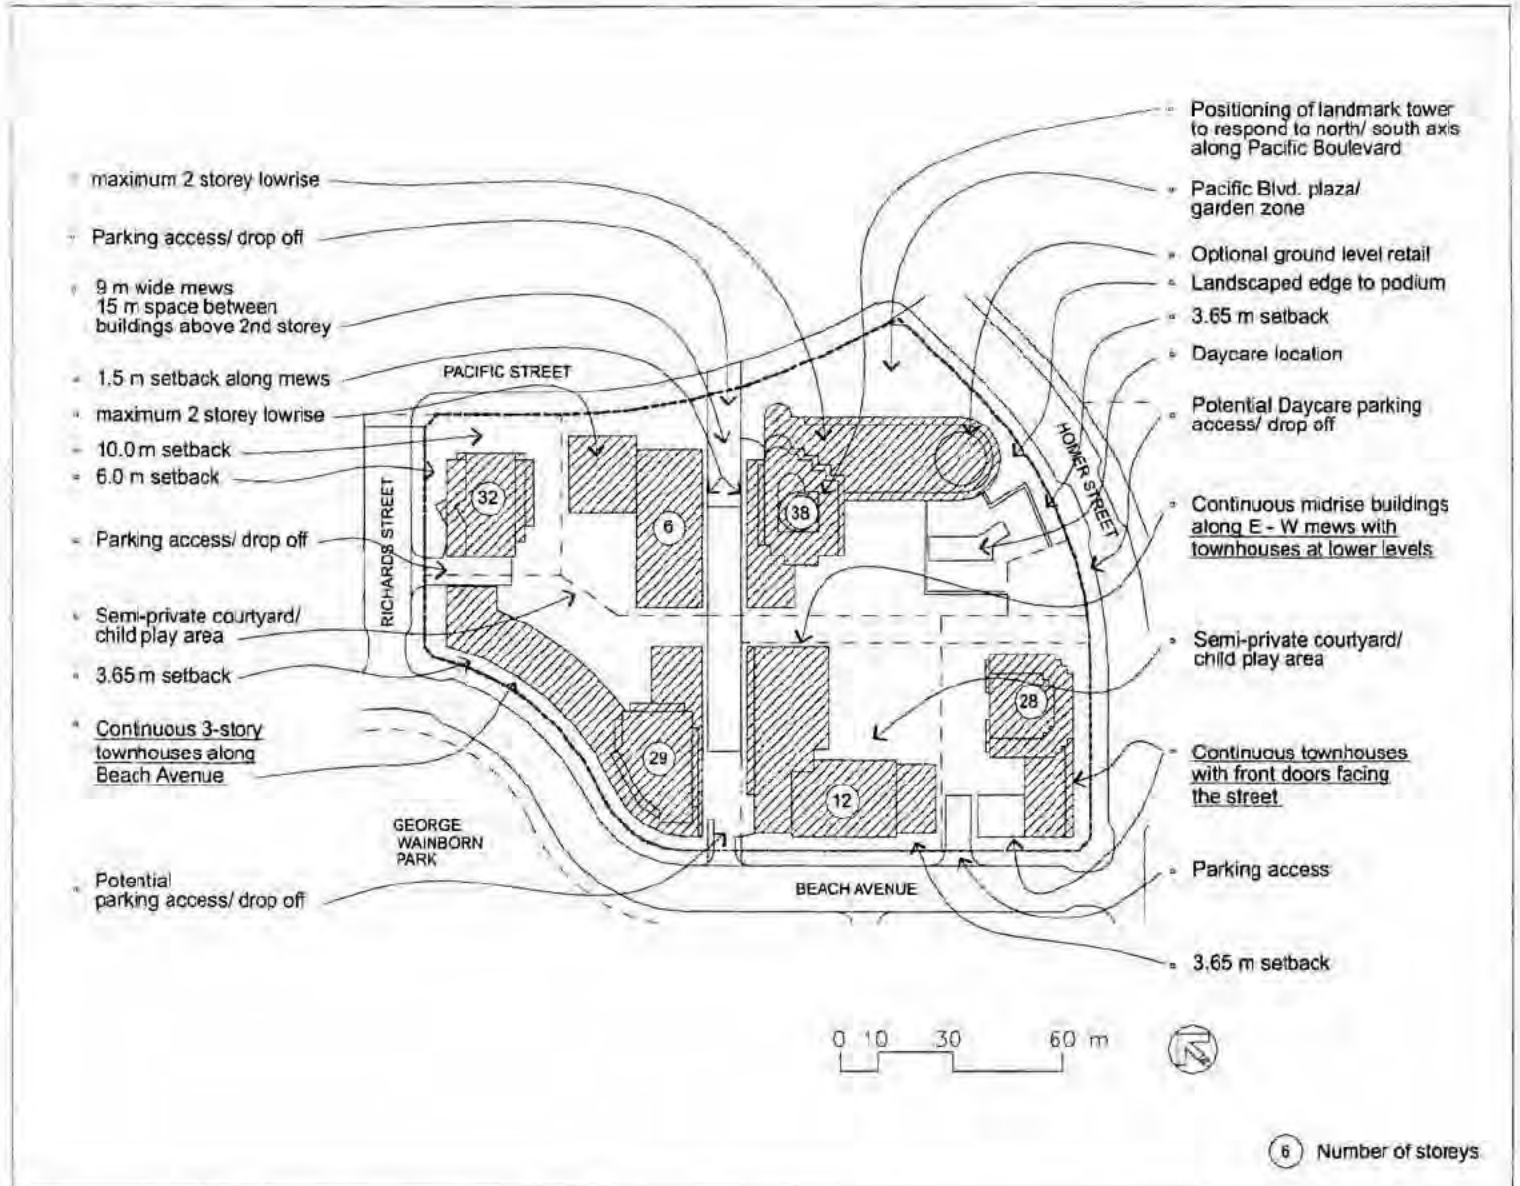 maximum 2 storey lowrise
Parking access/ drop off
9 m wide mews
15 m space between
buildings above 2nd storey
1.5 m setback along mews
maximum 2 storey lowrise
10.0 m setback
6.0 m setback
Parking access/ drop off
Semi-private courtyard/
child play area
3.65 m setback
Continuous 3-story
townhouses along
Beach Avenue
Potential
parking access/ drop off
PACIFIC STREET
RICHARDS STREET
HOMER STREET
BEACH AVENUE
GEORGE
WAINBORN
PARK
32
6
38
29
12
28
Positioning of landmark tower
to respond to north/ south axis
along Pacific Boulevard
Pacific Blvd. plaza/
garden zone
Optional ground level retail
Landscaped edge to podium
3.65 m setback
Daycare location
Potential Daycare parking
access/ drop off
Continuous midrise buildings
along E - W mews with
townhouses at lower levels
Semi-private courtyard/
child play area
Continuous townhouses
with front doors facing
the street
Parking access
3.65 m setback
0 10 30 60 m
6 Number of storeys